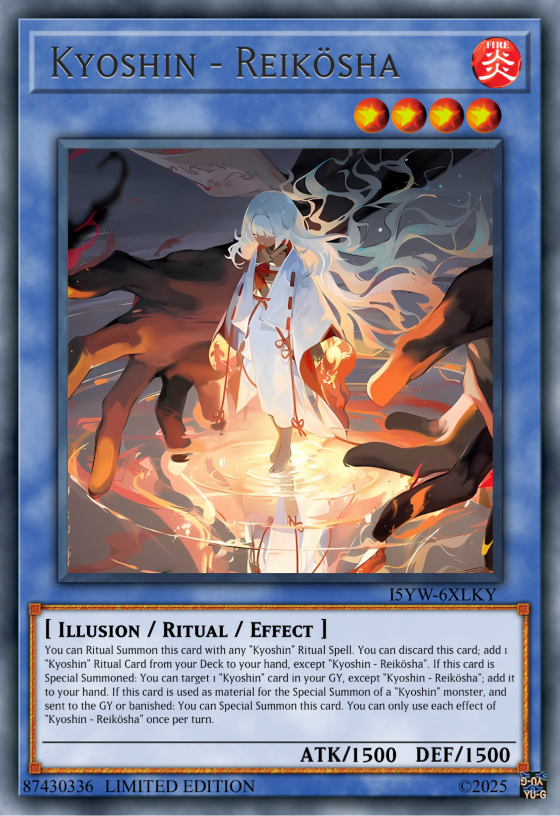 Kyoshin - Reikösha
FIRE
炎
I5YW-6XLKY
[ Illusion / Ritual / Effect ]
You can Ritual Summon this card with any "Kyoshin" Ritual Spell. You can discard this card; add 1
"Kyoshin" Ritual Card from your Deck to your hand, except "Kyoshin - Reikösha". If this card is
Special Summoned: You can target 1 "Kyoshin" card in your GY, except "Kyoshin - Reikösha"; add it
to your hand. If this card is used as material for the Special Summon of a "Kyoshin" monster, and
sent to the GY or banished: You can Special Summon this card. You can only use each effect of
"Kyoshin - Reikösha" once per turn.
ATK/1500 DEF/1500
87430336 LIMITED EDITION ©2025
YU-G
YU-G